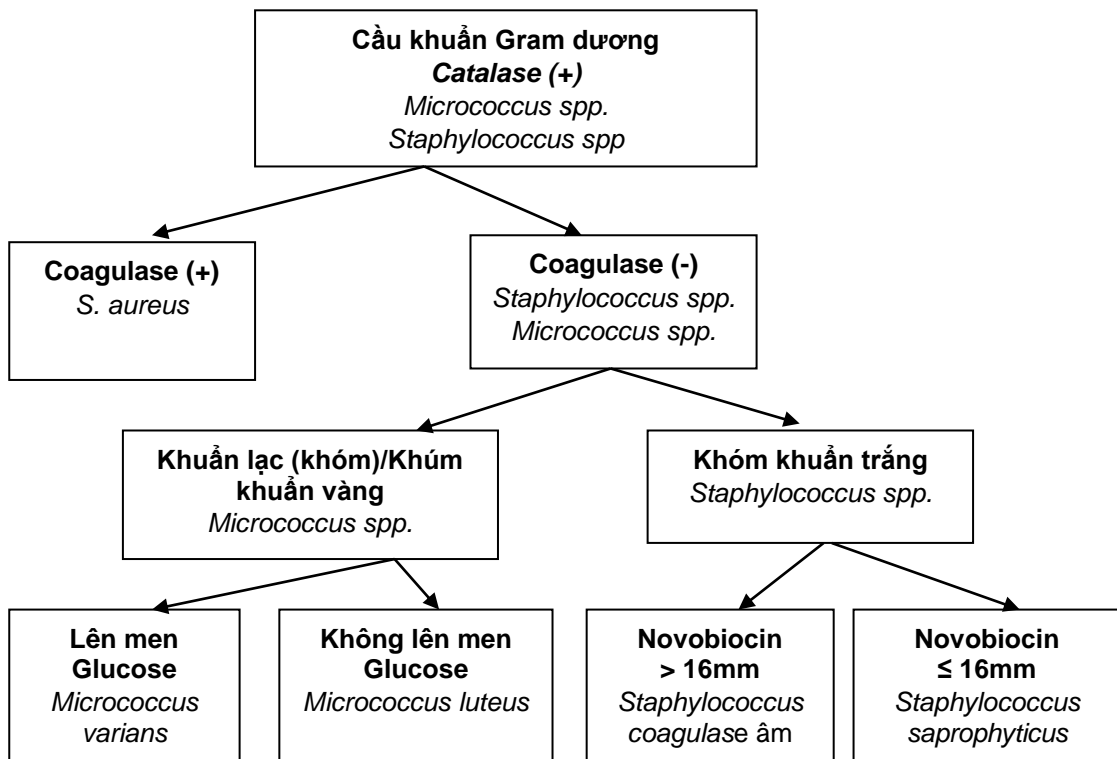 Cầu khuẩn Gram dương
Catalase (+)
Micrococcus spp.
Staphylococcus spp
Coagulase (+)
S. aureus
Coagulase (-)
Staphylococcus spp.
Micrococcus spp.
Khuẩn lạc (khóm)/Khúm
khuẩn vàng
Micrococcus spp.
Khóm khuẩn trắng
Staphylococcus spp.
Lên men
Glucose
Micrococcus
varians
Không lên men
Glucose
Micrococcus luteus
Novobiocin
> 16mm
Staphylococcus
coagulase âm
Novobiocin
≤ 16mm
Staphylococcus
saprophyticus